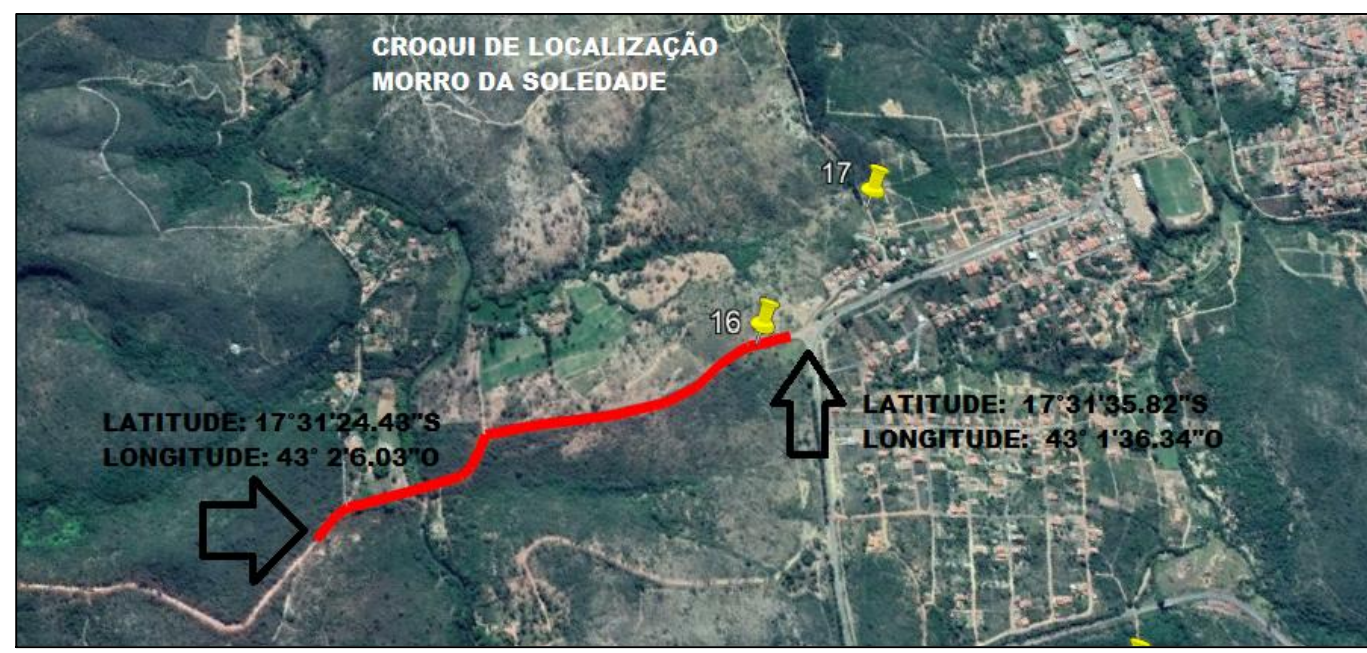 CROQUI DE LOCALIZAÇÃO
MORRO DA SOLEDADE
17
16
LATITUDE: 17°31'24.43"S
LONGITUDE: 43° 2'6.03"O
LATITUDE: 17°31'35.82"S
LONGITUDE: 43° 1'36.34"O